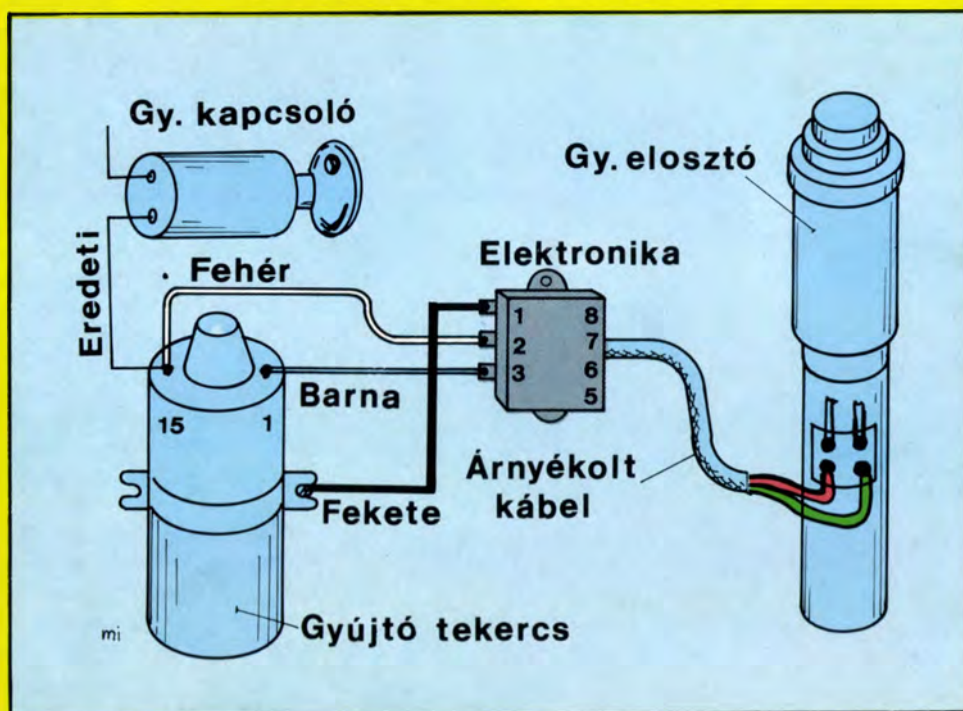 Gy. kapcsoló
Gy. elosztó
Eredeti
Fehér
Elektronika
1 8
2 7
3 6
5
Barna
15 1
Árnyékolt
kábel
Fekete
Gyújtó tekercs
mi